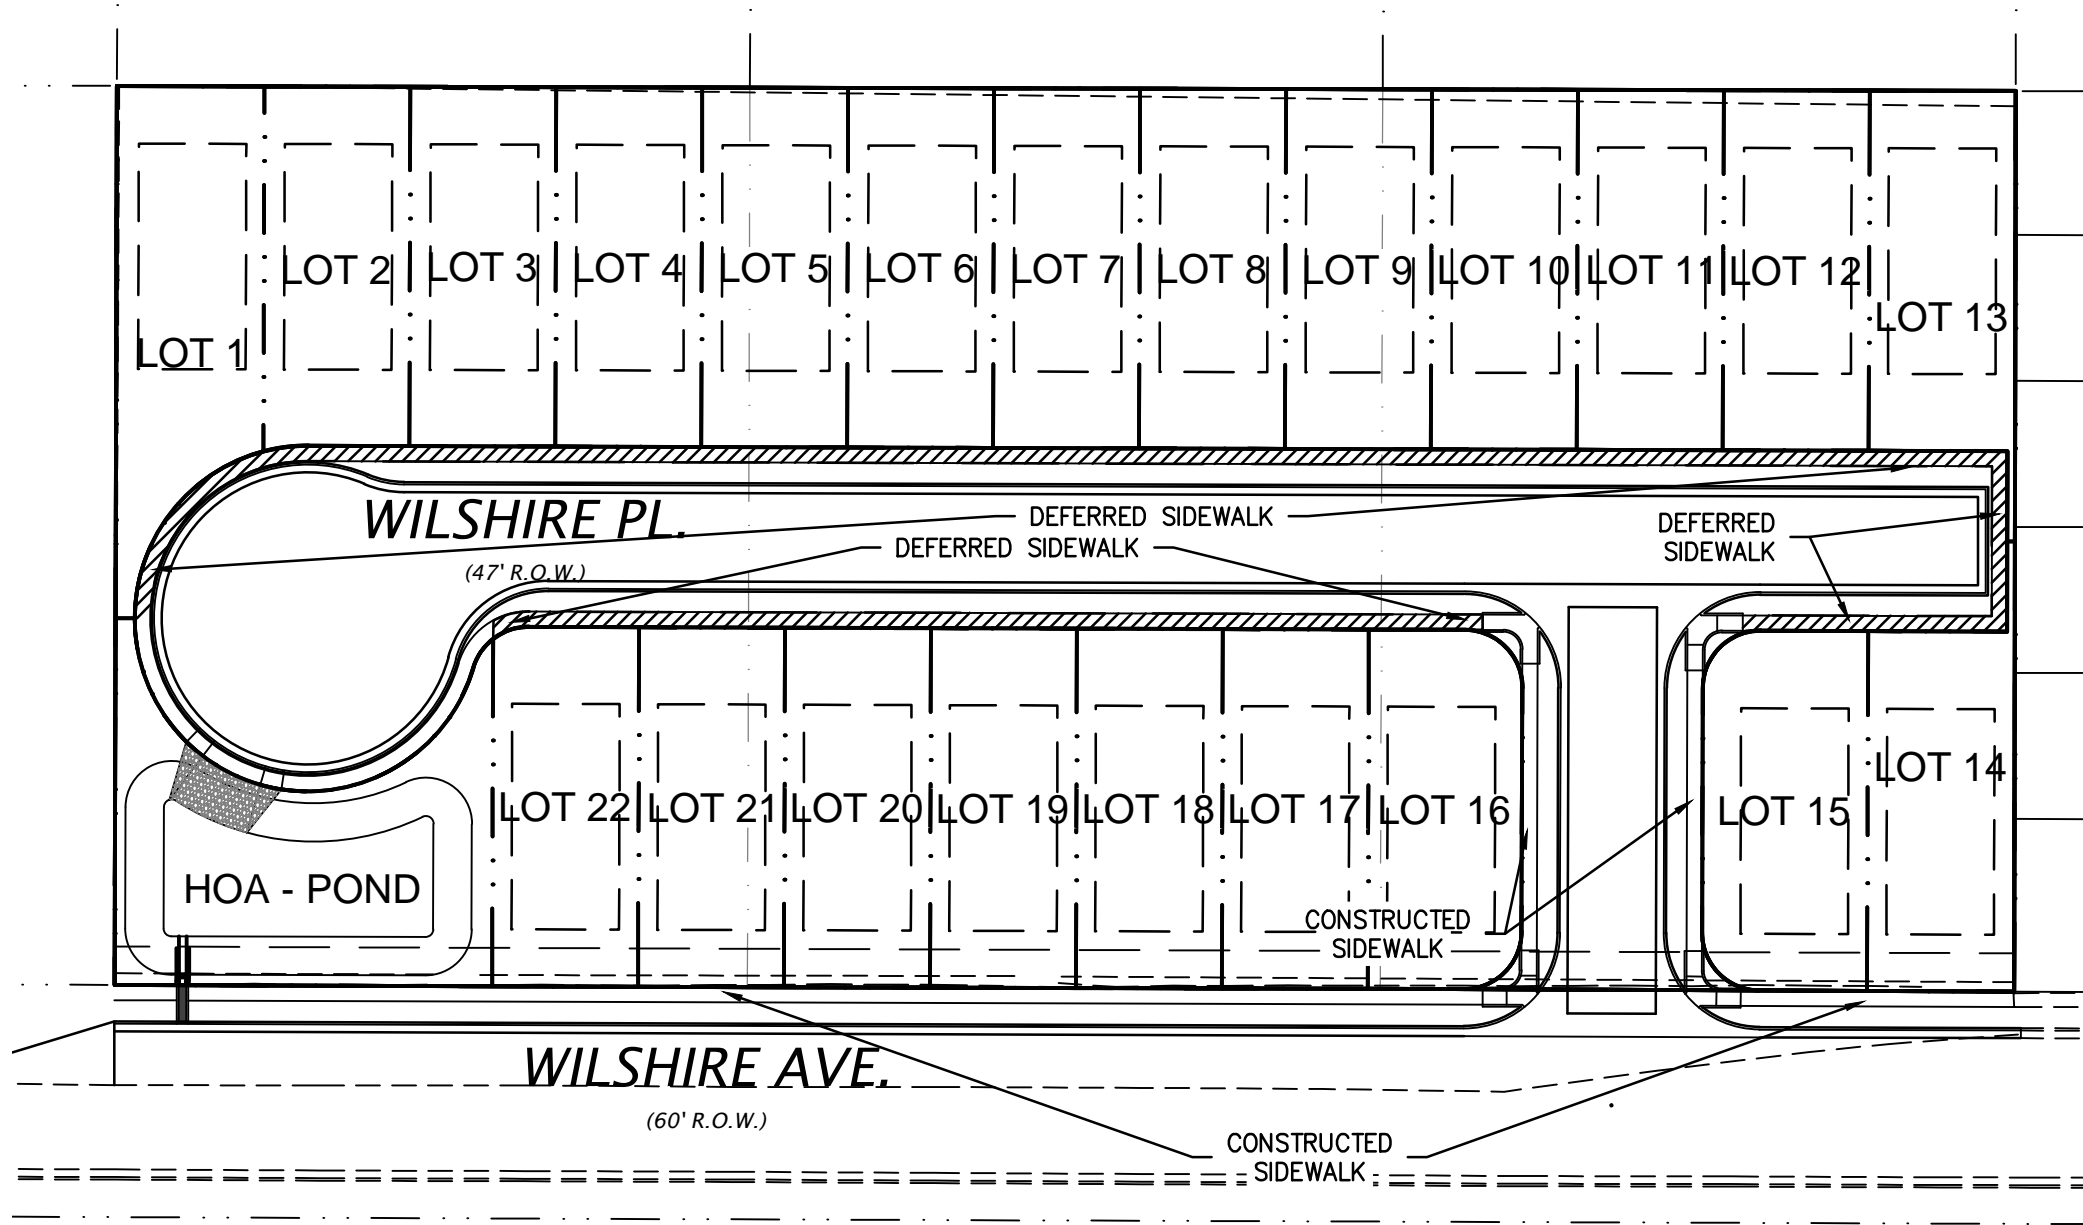 LOT 1
LOT 2
LOT 3
LOT 4
LOT 5
LOT 6
LOT 7
LOT 8
LOT 9
LOT 10
LOT 11
LOT 12
LOT 13
WILSHIRE PL.
(47' R.O.W.)
DEFERRED SIDEWALK
DEFERRED SIDEWALK
DEFERRED
SIDEWALK
LOT 22
LOT 21
LOT 20
LOT 19
LOT 18
LOT 17
LOT 16
LOT 15
LOT 14
HOA - POND
CONSTRUCTED
SIDEWALK
WILSHIRE AVE.
(60' R.O.W.)
CONSTRUCTED
SIDEWALK